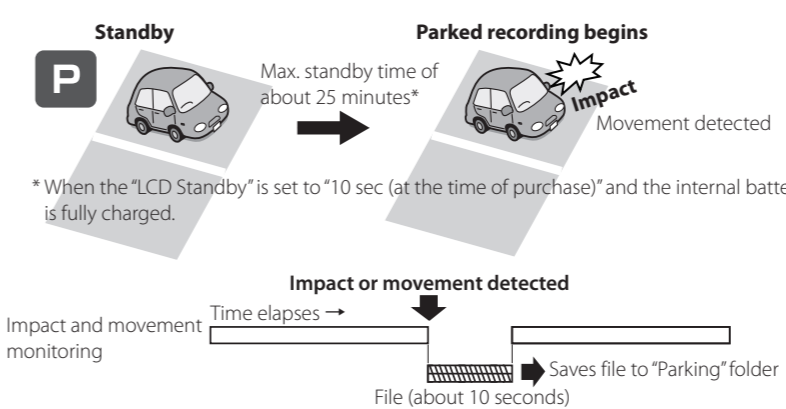 Standby
Parked recording begins
P
Max. standby time of
about 25 minutes*
Impact
Movement detected
* When the “LCD Standby” is set to “10 sec (at the time of purchase)” and the internal batte
is fully charged.
Impact or movement detected
Time elapses →
Impact and movement
monitoring
Saves file to “Parking” folder
File (about 10 seconds)